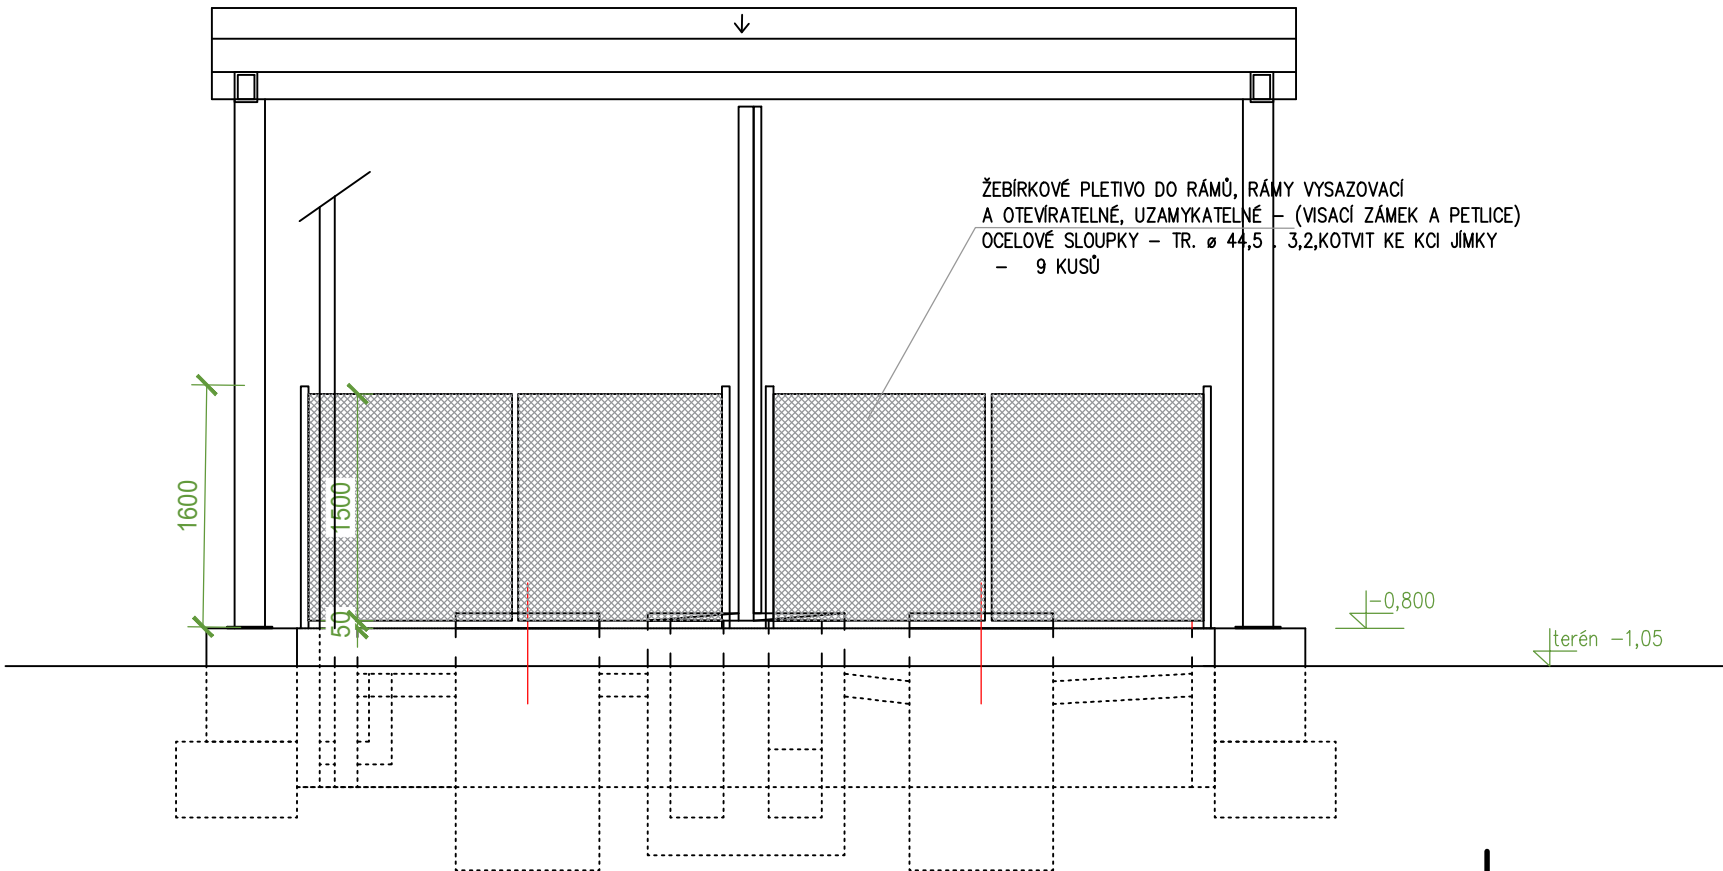 ŽEBÍRKOVÉ PLETIVO DO RÁMŮ, RÁMY VYSAZOVACÍ
A OTEVÍRATELNÉ, UZAMYKATELNÉ – (VISACÍ ZÁMEK A PETLICE)
OCELOVÉ SLOUPKY – TR. ø 44,5 . 3,2,KOTVIT KE KCI JÍMKY
– 9 KUSŮ
1600
1500
50
-0,800
terén -1,05